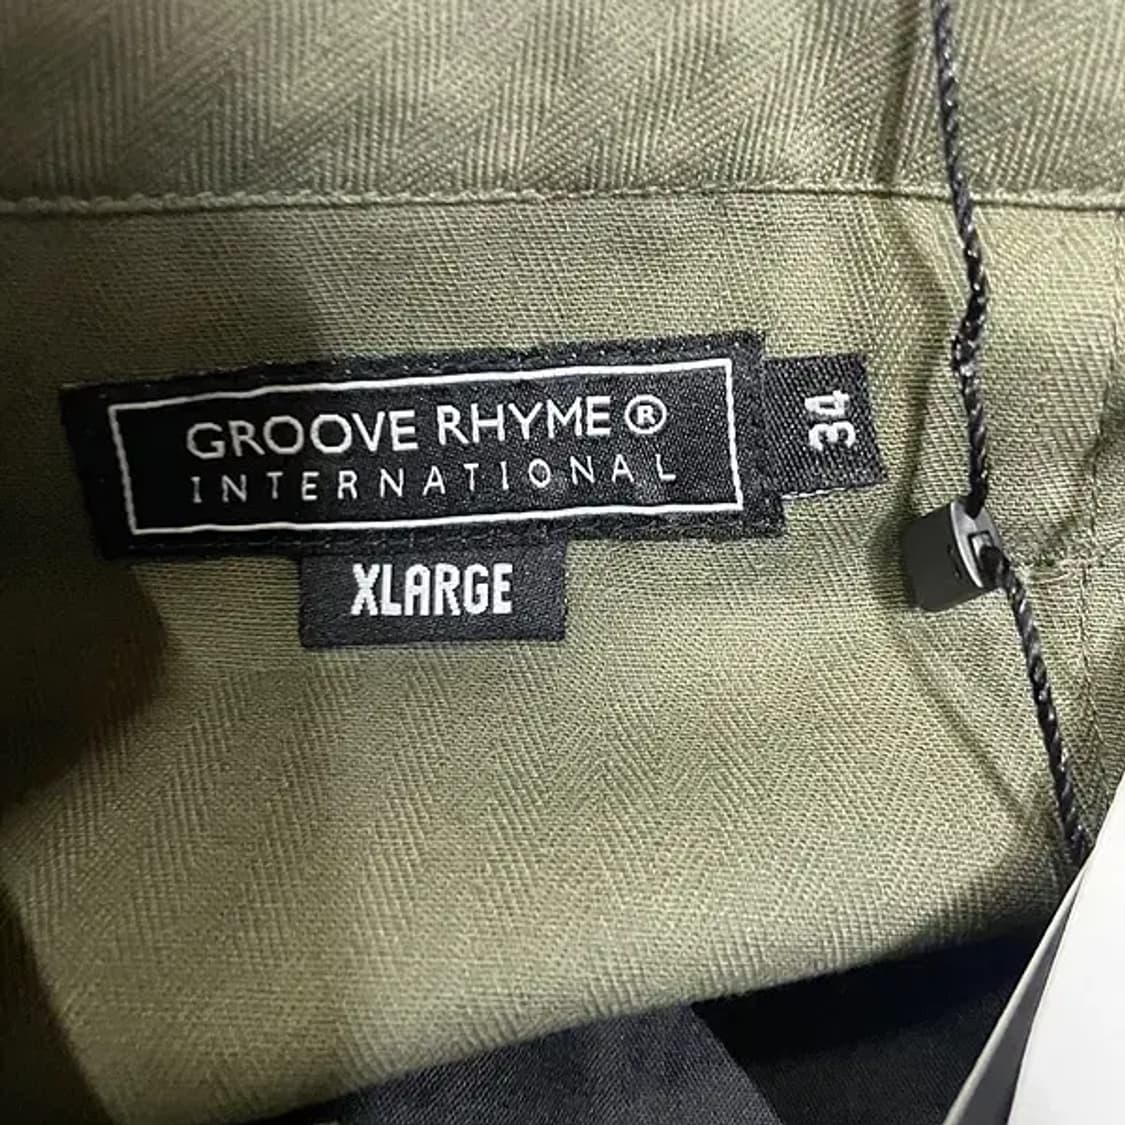 GROOVE RHYME ®
INTERNATIONAL
34
XLARGE